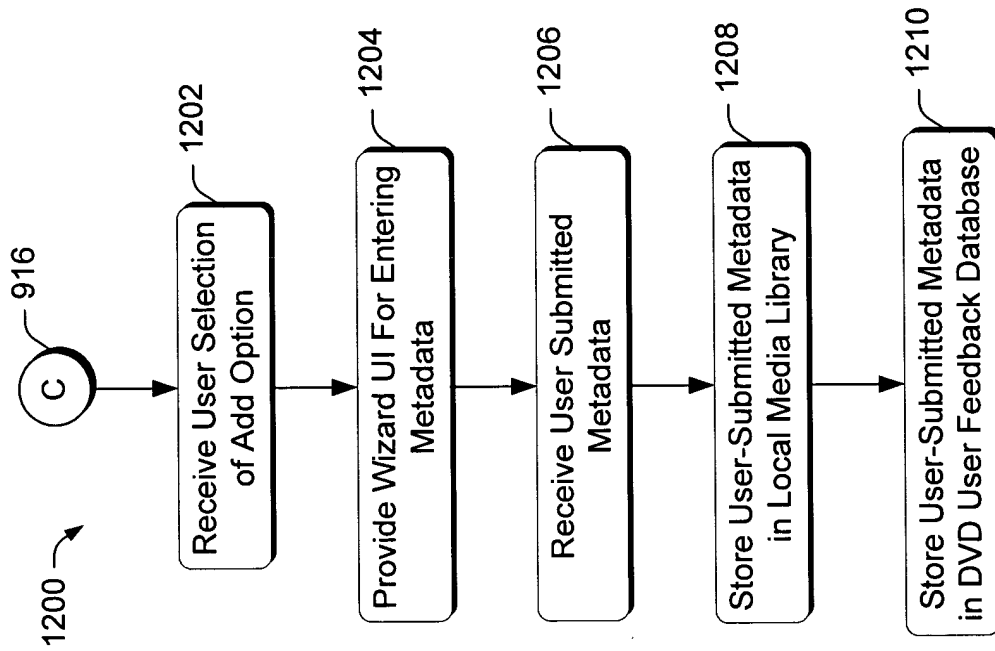 1200
C
916
Receive User Selection
of Add Option
1202
Provide Wizard UI For Entering
Metadata
1204
Receive User Submitted
Metadata
1206
Store User-Submitted Metadata
in Local Media Library
1208
Store User-Submitted Metadata
in DVD User Feedback Database
1210